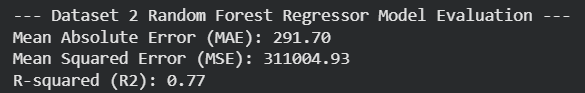 --- Dataset 2 Random Forest Regressor Model Evaluation ---
Mean Absolute Error (MAE): 291.70
Mean Squared Error (MSE): 311004.93
R-squared (R2): 0.77